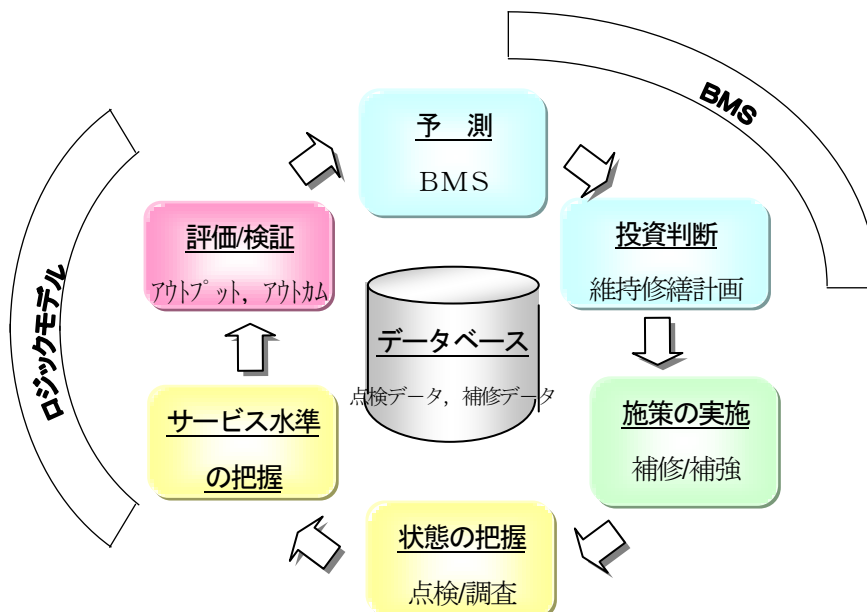 BMS
予　測
BMS
評価/検証
ｱｳﾄﾌﾟｯﾄ，ｱｳﾄｶﾑ
投資判断
維持修繕計画
ロジックモデル
データベース
点検データ，補修データ
サービス水準
の把握
施策の実施
補修/補強
状態の把握
点検/調査